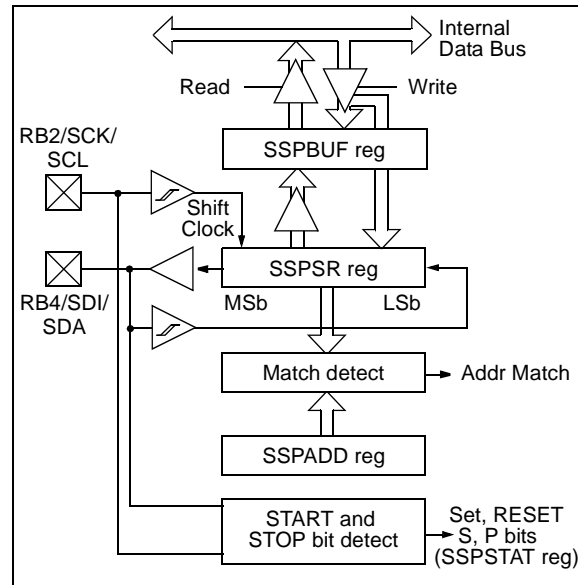 Internal
Data Bus
Read
Write
RB2/SCK/
SCL
SSPBUF reg
Shift
Clock
SSPSR reg
MSb
LSb
RB4/SDI/
SDA
Match detect
Addr Match
SSPADD reg
START and
STOP bit detect
Set, RESET
S, P bits
(SSPSTAT reg)